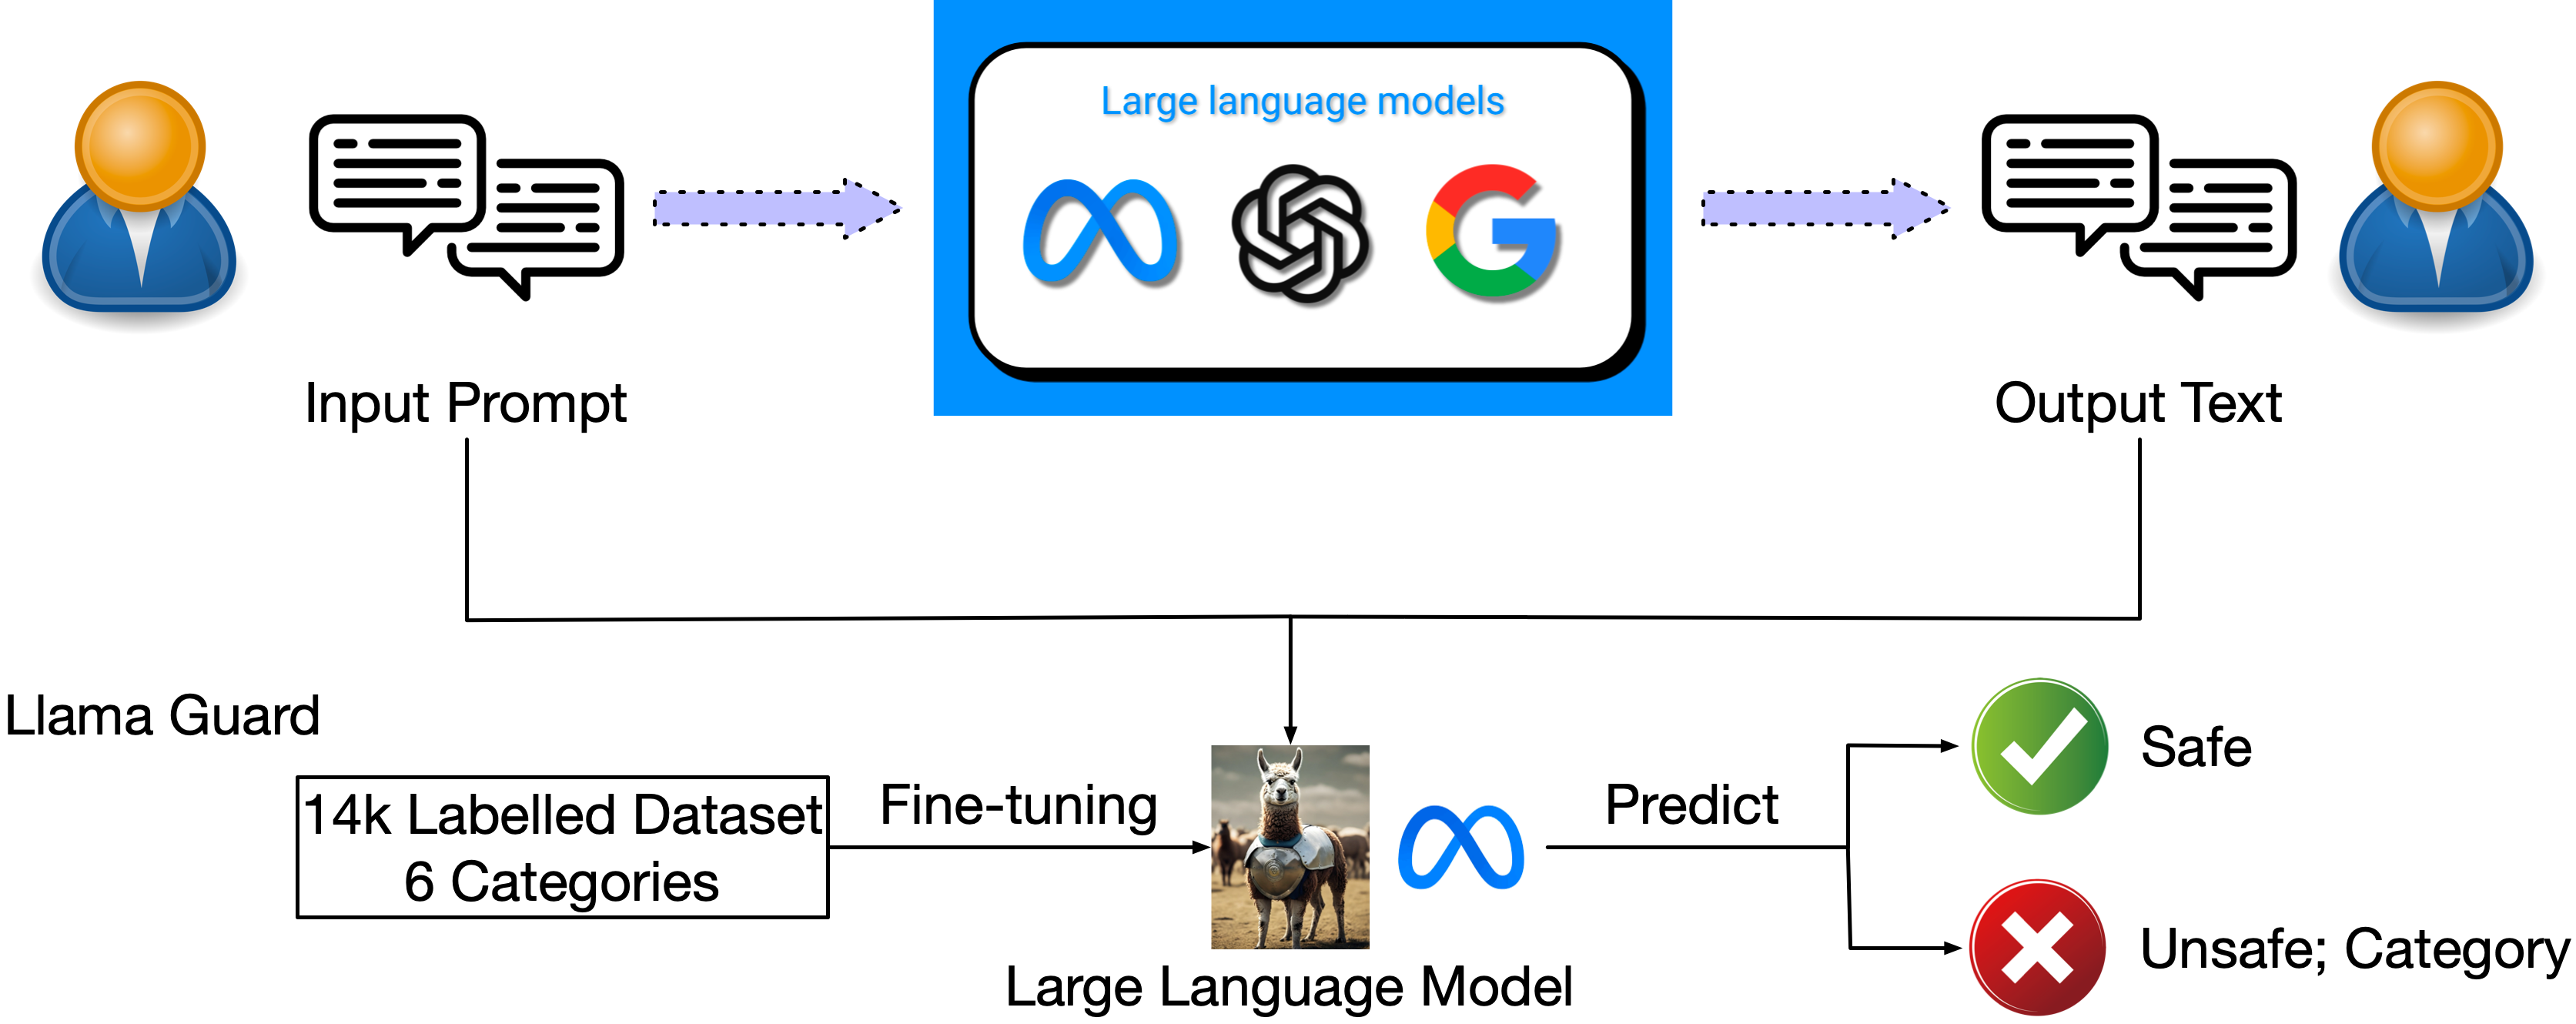 Large language models
Input Prompt
Output Text
Llama Guard
14k Labelled Dataset
6 Categories
Fine-tuning
Predict
Safe
Unsafe; Category
Large Language Model